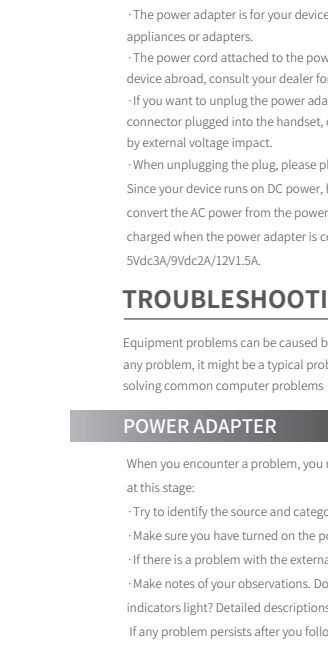 ·The power adapter is for your device
appliances or adapters.
·The power cord attached to the pow
device abroad, consult your dealer fo
·If you want to unplug the power ada
connector plugged into the handset,
by external voltage impact.
·When unplugging the plug, please pl
Since your device runs on DC power,
convert the AC power from the power
charged when the power adapter is co
5Vdc3A/9Vdc2A/12V1.5A.
TROUBLESHOOTI
Equipment problems can be caused b
any problem, it might be a typical prob
solving common computer problems
POWER ADAPTER
When you encounter a problem, you
at this stage:
·Try to identify the source and catego
·Make sure you have turned on the po
·If there is a problem with the externa
·Make notes of your observations. Do
indicators light? Detailed descriptions
If any problem persists after you follo